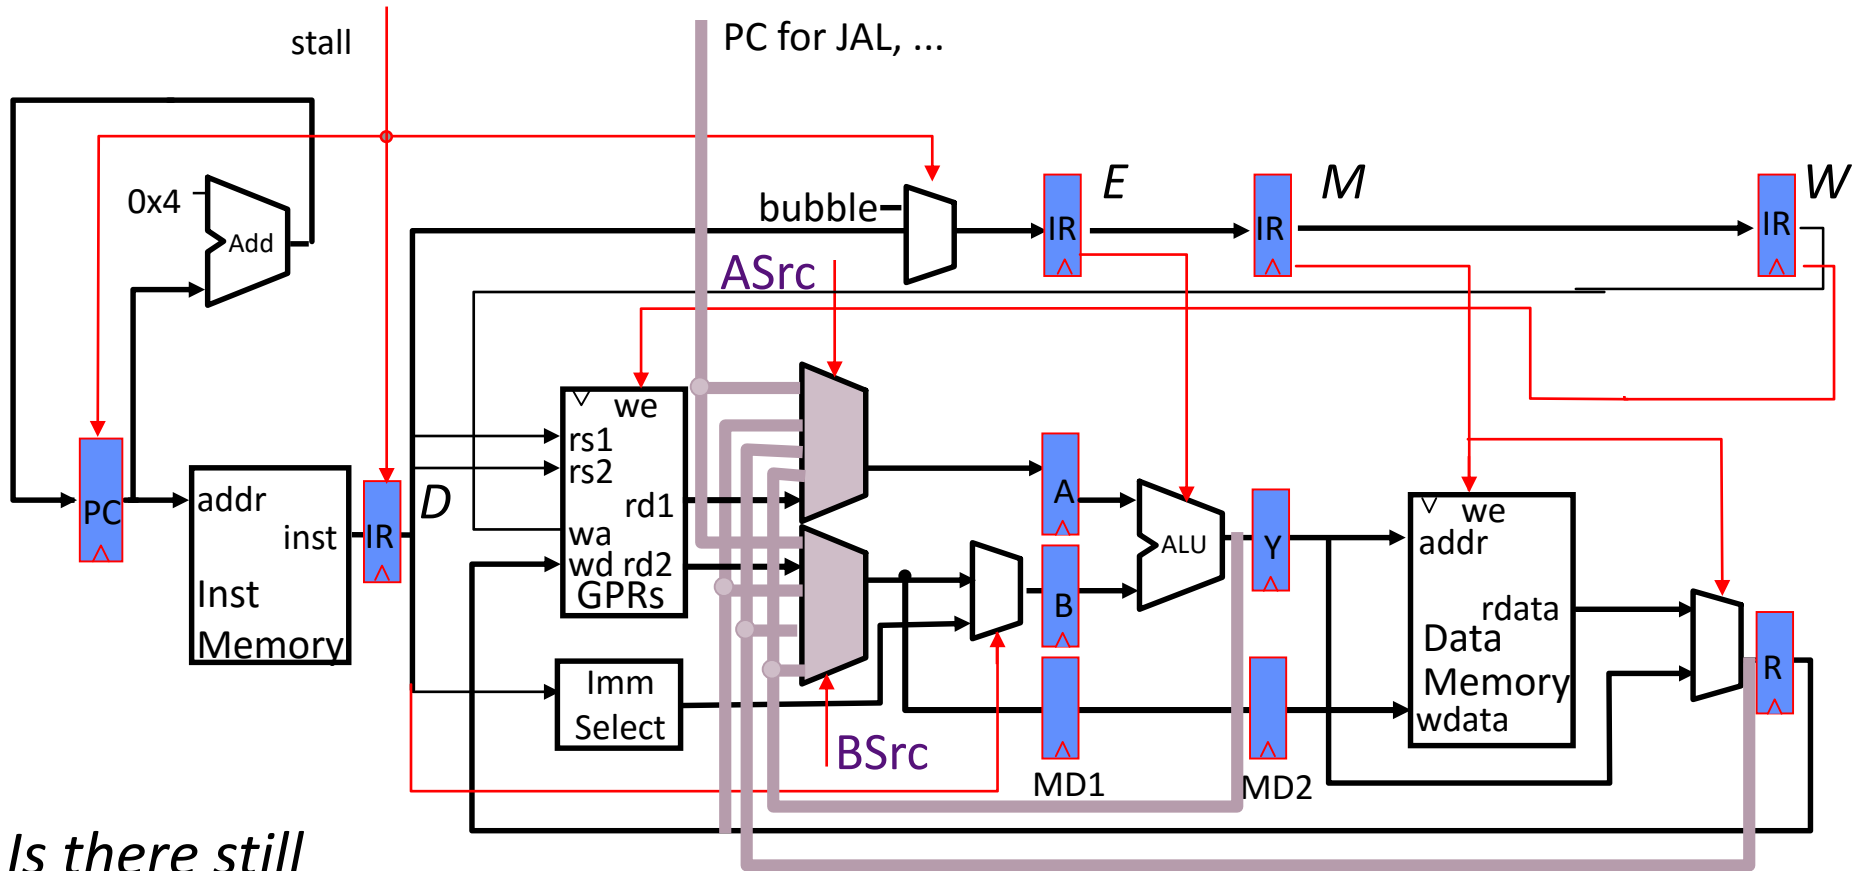 stall
PC for JAL, ...
E
M
W
0x4
Add
bubble
IR
IR
IR
ASrc
we
rs1
rs2
rd1
wa
wd rd2
GPRs
PC
addr
inst
Inst
Memory
IR
D
A
B
ALU
Y
we
addr
rdata
Data
Memory
wdata
R
Imm
Select
BSrc
MD1
MD2
Is there still